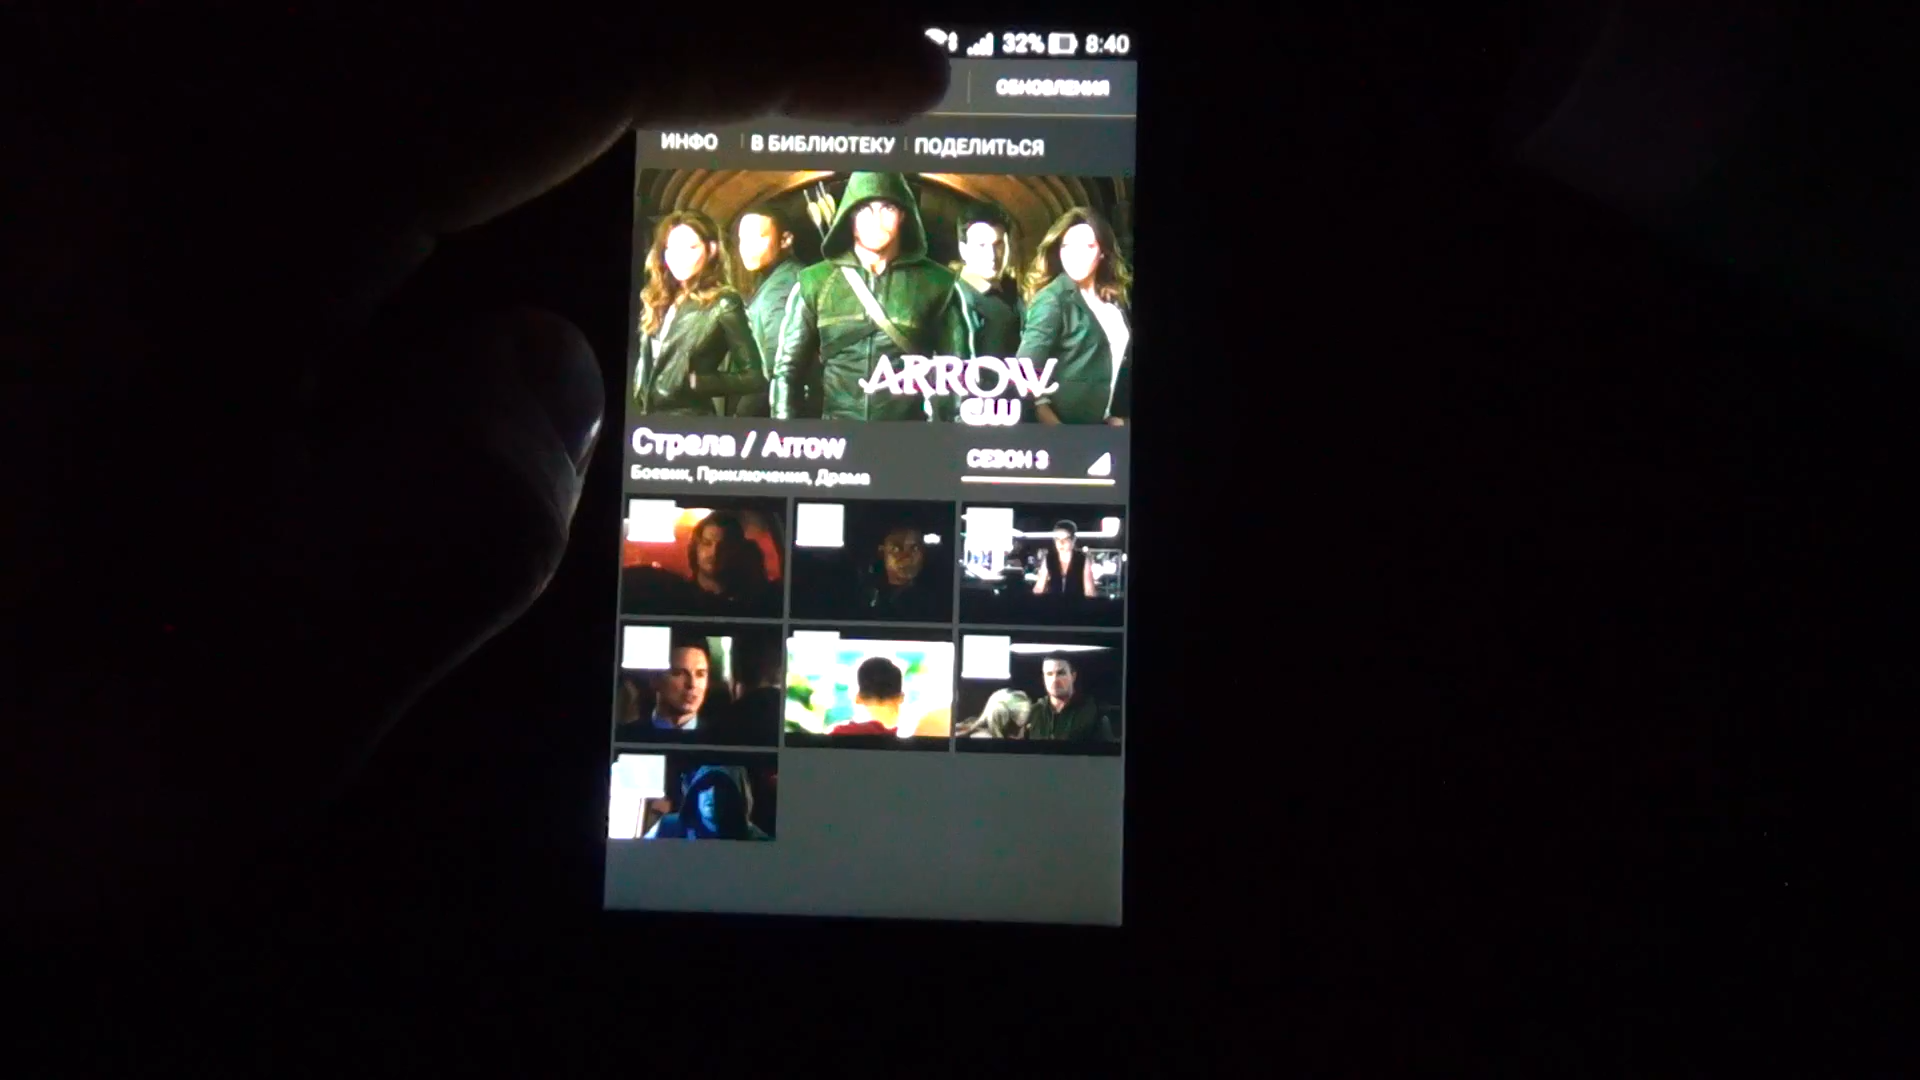 32% 8:40
ОБНОВЛЕНИЯ
ИНФО В БИБЛИОТЕКУ ПОДЕЛИТЬСЯ
ARROW
CW
Стрела / Arrow
СЕЗОН 3
Боевик, Приключения, Драма